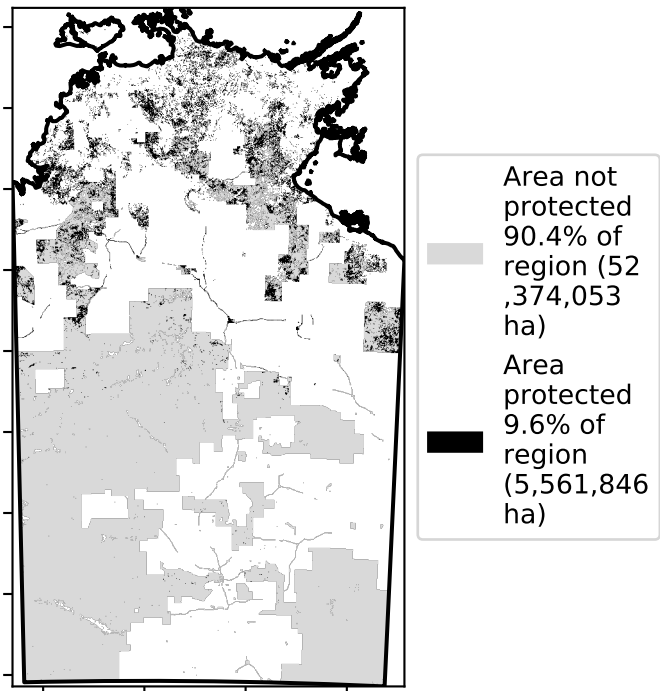 Area not
protected
90.4% of
region (52
,374,053
ha)
Area
protected
9.6% of
region
(5,561,846
ha)